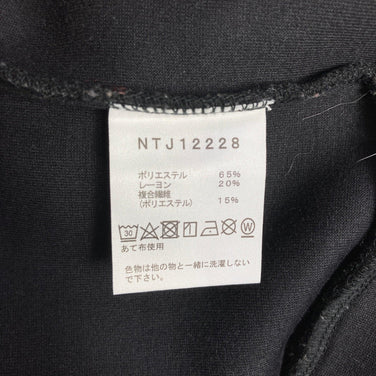 NTJ12228
ポリエステル 65%
レーヨン 20%
複合繊維
(ポリエステル) 15%
30 W
あて布使用
色物は他の物と一緒に洗濯しない
で下さい。